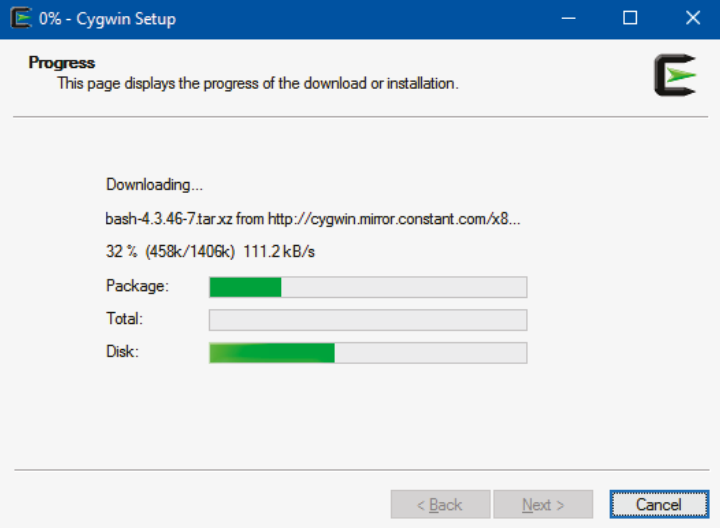 0% - Cygwin Setup
Progress
This page displays the progress of the download or installation.
Downloading...
bash-4.3.46-7.tar.xz from http://cygwin.mirror.constant.com/x8...
32 % (458k/1406k) 111.2 kB/s
Package:
Total:
Disk:
< Back
Next >
Cancel